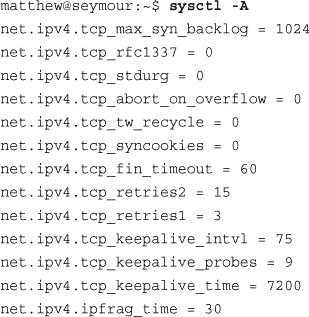 matthew@seymour:~$ sysctl -A
net.ipv4.tcp_max_syn_backlog = 1024
net.ipv4.tcp_rfc1337 = 0
net.ipv4.tcp_stdurg = 0
net.ipv4.tcp_abort_on_overflow = 0
net.ipv4.tcp_tw_recycle = 0
net.ipv4.tcp_syncookies = 0
net.ipv4.tcp_fin_timeout = 60
net.ipv4.tcp_retries2 = 15
net.ipv4.tcp_retries1 = 3
net.ipv4.tcp_keepalive_intvl = 75
net.ipv4.tcp_keepalive_probes = 9
net.ipv4.tcp_keepalive_time = 7200
net.ipv4.ipfrag_time = 30